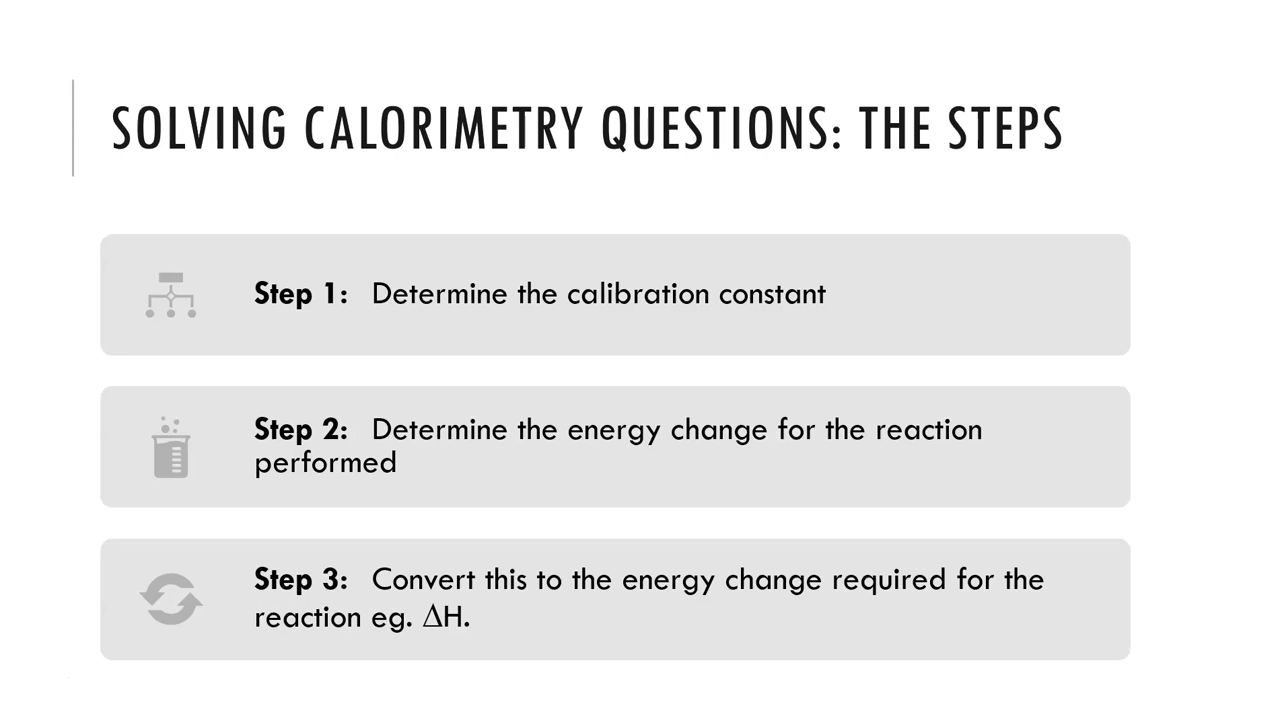 SOLVING CALORIMETRY QUESTIONS: THE STEPS
Step 1: Determine the calibration constant
Step 2: Determine the energy change for the reaction
performed
Step 3: Convert this to the energy change required for the
reaction eg. ΔH.